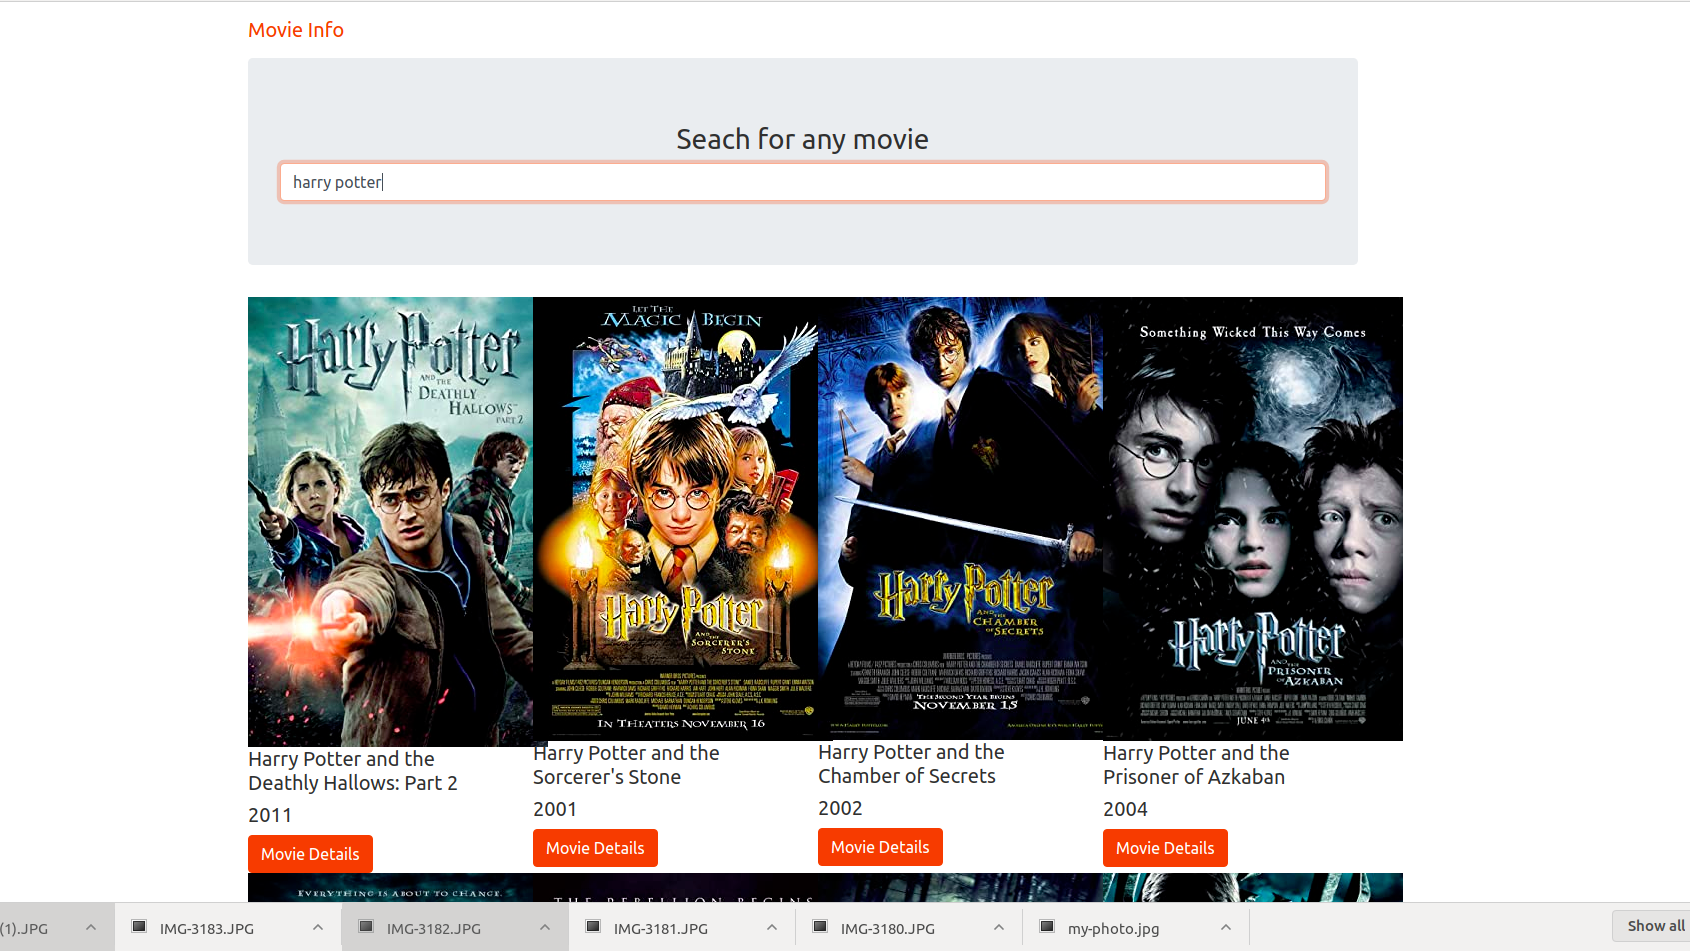 Movie Info
Seach for any movie
harry potter
Harry Potter
AND THE
DEATHLY
HALLOWS
PART 2
LET THE
MAGIC BEGIN
Harry Potter
AND THE
SORCERER'S
STONE
IN THEATERS NOVEMBER 16
Harry Potter
AND THE
CHAMBER
OF SECRETS
THE SECOND YEAR BEGINS
NOVEMBER 15
Something Wicked This Way Comes
Harry Potter
AND THE
PRISONER
OF AZKABAN
JUNE 4th
Harry Potter and the
Deathly Hallows: Part 2
2011
Movie Details
Harry Potter and the
Sorcerer's Stone
2001
Movie Details
Harry Potter and the
Chamber of Secrets
2002
Movie Details
Harry Potter and the
Prisoner of Azkaban
2004
Movie Details
EVERYTHING IS ABOUT TO CHANGE.
THE REBELLION BEGINS
(1).JPG
IMG-3183.JPG
IMG-3182.JPG
IMG-3181.JPG
IMG-3180.JPG
my-photo.jpg
Show all